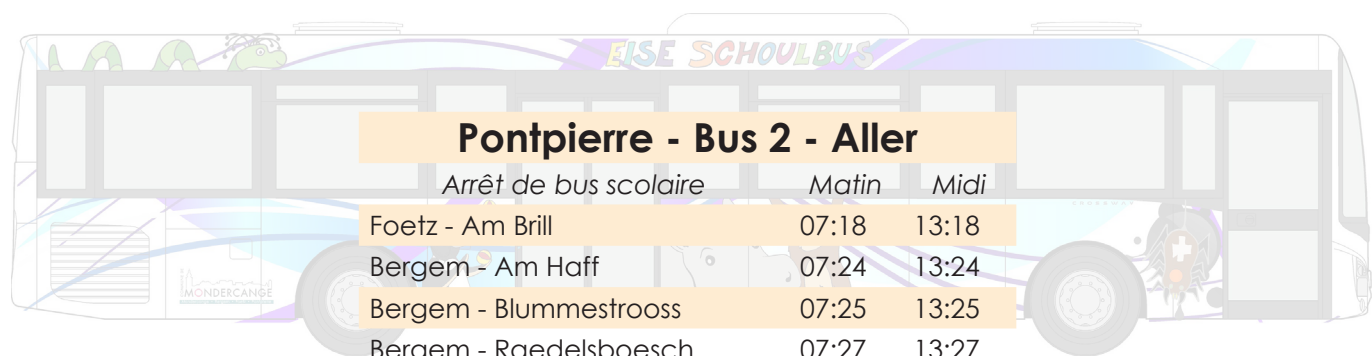 EISE SCHOULBUS
Pontpierre - Bus 2 - Aller
Arrêt de bus scolaire Matin Midi
Foetz - Am Brill 07:18 13:18
Bergem - Am Haff 07:24 13:24
MONDERCANGE
Bergem - Blummestrooss 07:25 13:25
Bergem - Raedelsboesch 07:27 13:27